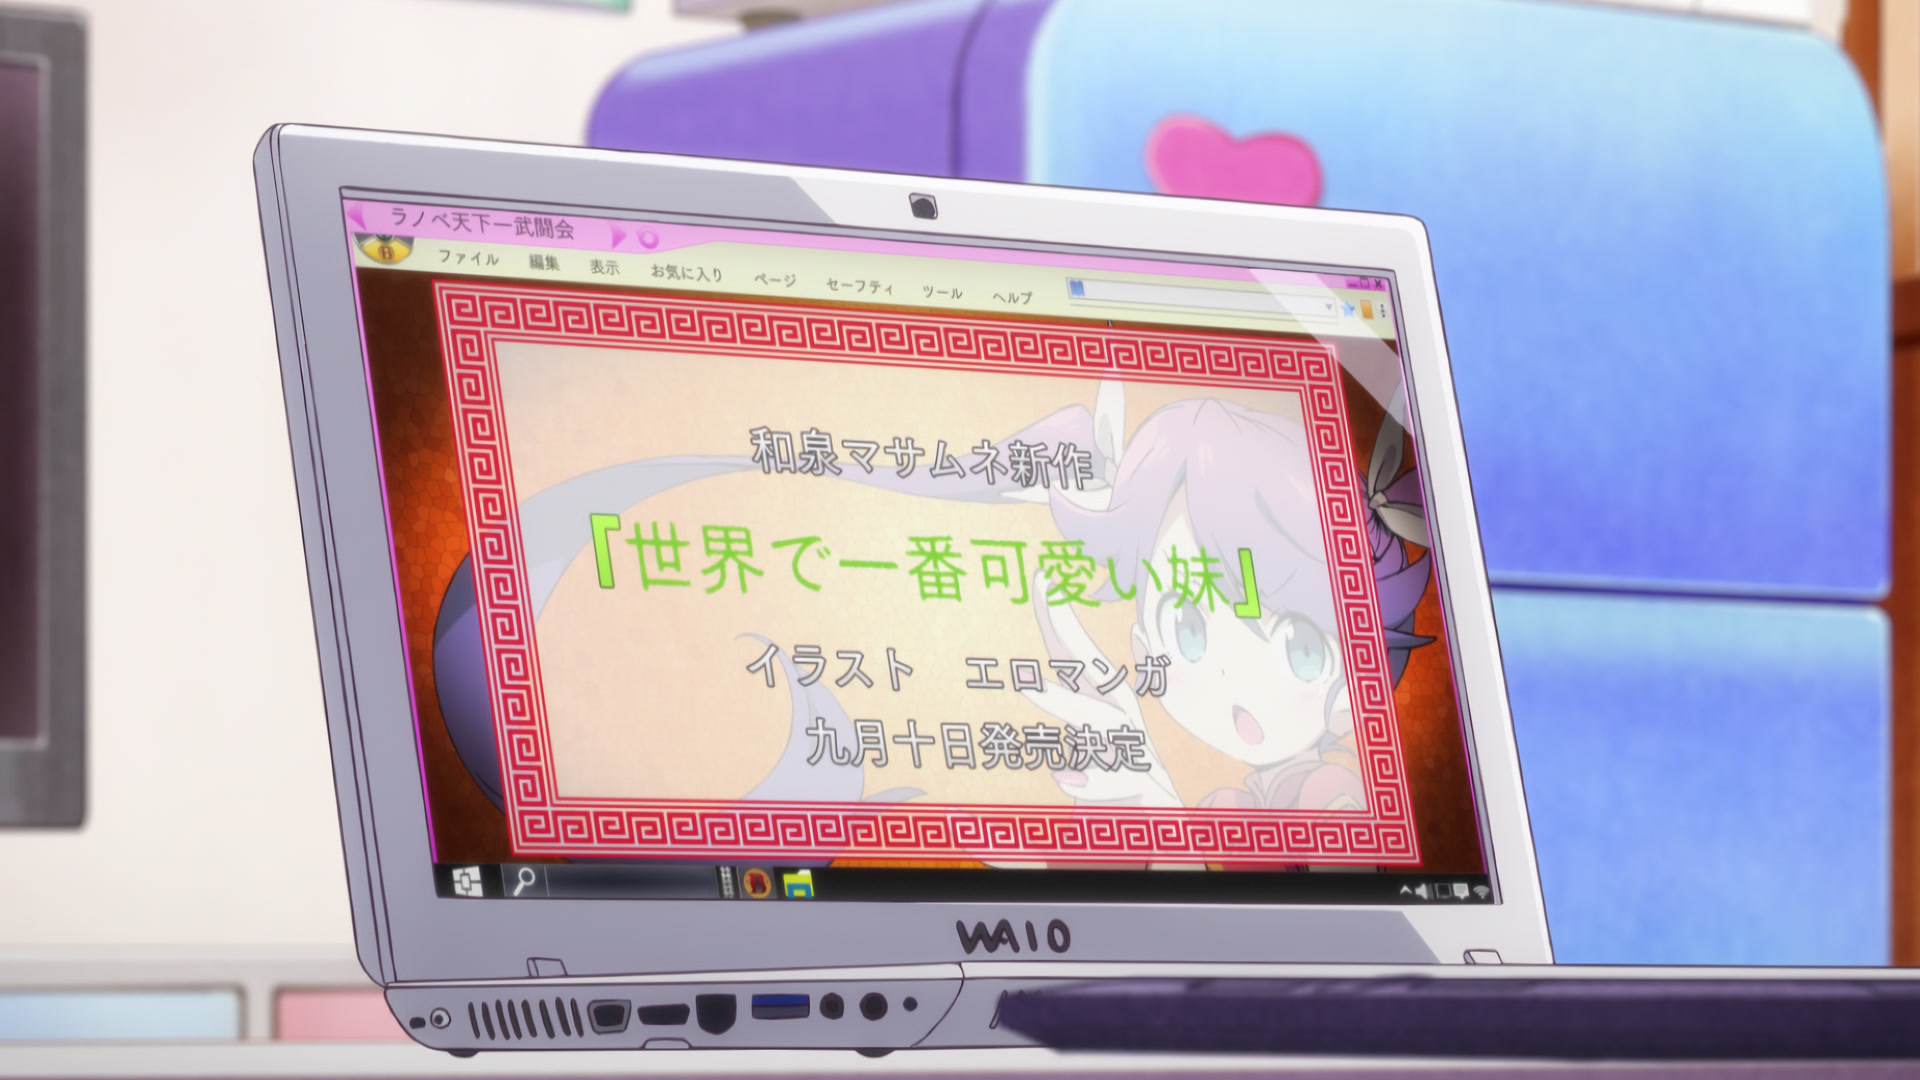 ラノベ天下一武闘会
ファイル 編集 表示 お気に入り ページ セーフティ ツール ヘルプ
和泉マサムネ新作
『世界で一番可愛い妹』
イラスト エロマンガ
九月十日発売決定
WAIO